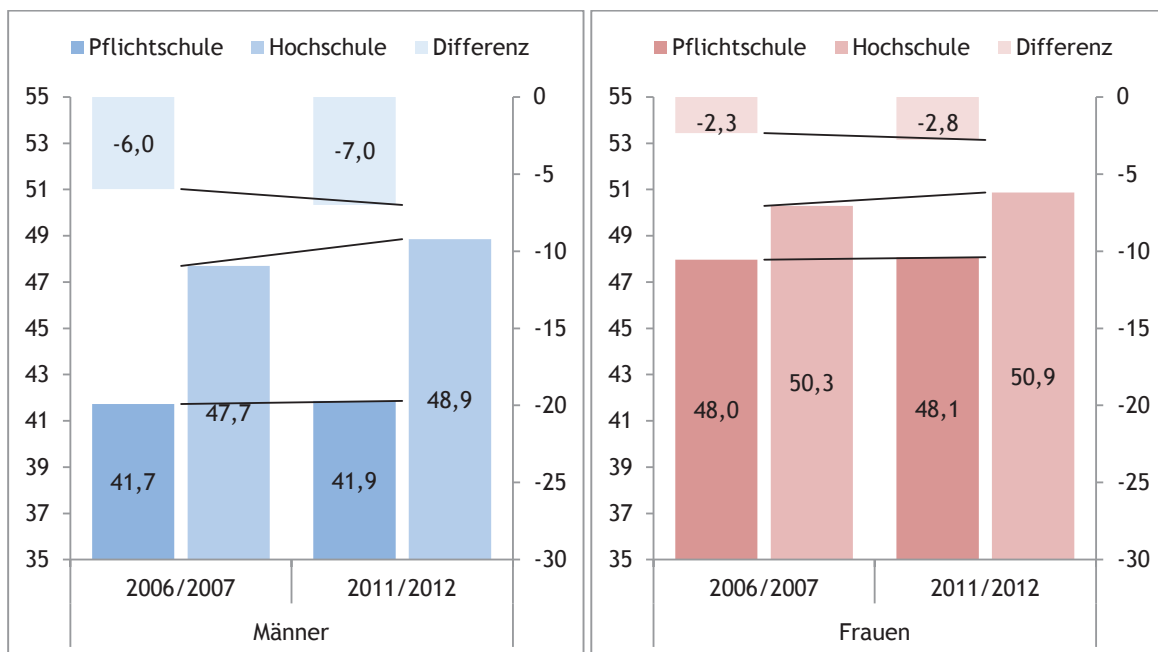 Pflichtschule Hochschule Differenz
55 0
53 -6,0 -7,0
51 -5
49
47 -10
45 -15
43
41 47,7 48,9 -20
39 41,7 41,9
37 -25
35 -30
2006/2007 2011/2012
Männer
Pflichtschule Hochschule Differenz
55 0
53 -2,3 -2,8
51 -5
49
47 -10
45 -15
43 50,3 50,9
41 48,0 48,1 -20
39
37 -25
35 -30
2006/2007 2011/2012
Frauen